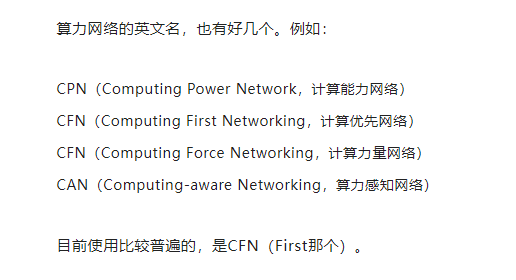 算力网络的英文名，也有好几个。例如：
CPN（Computing Power Network，计算能力网络）
CFN（Computing First Networking，计算优先网络）
CFN（Computing Force Networking，计算力量网络）
CAN（Computing-aware Networking，算力感知网络）
目前使用比较普遍的，是CFN（First那个）。